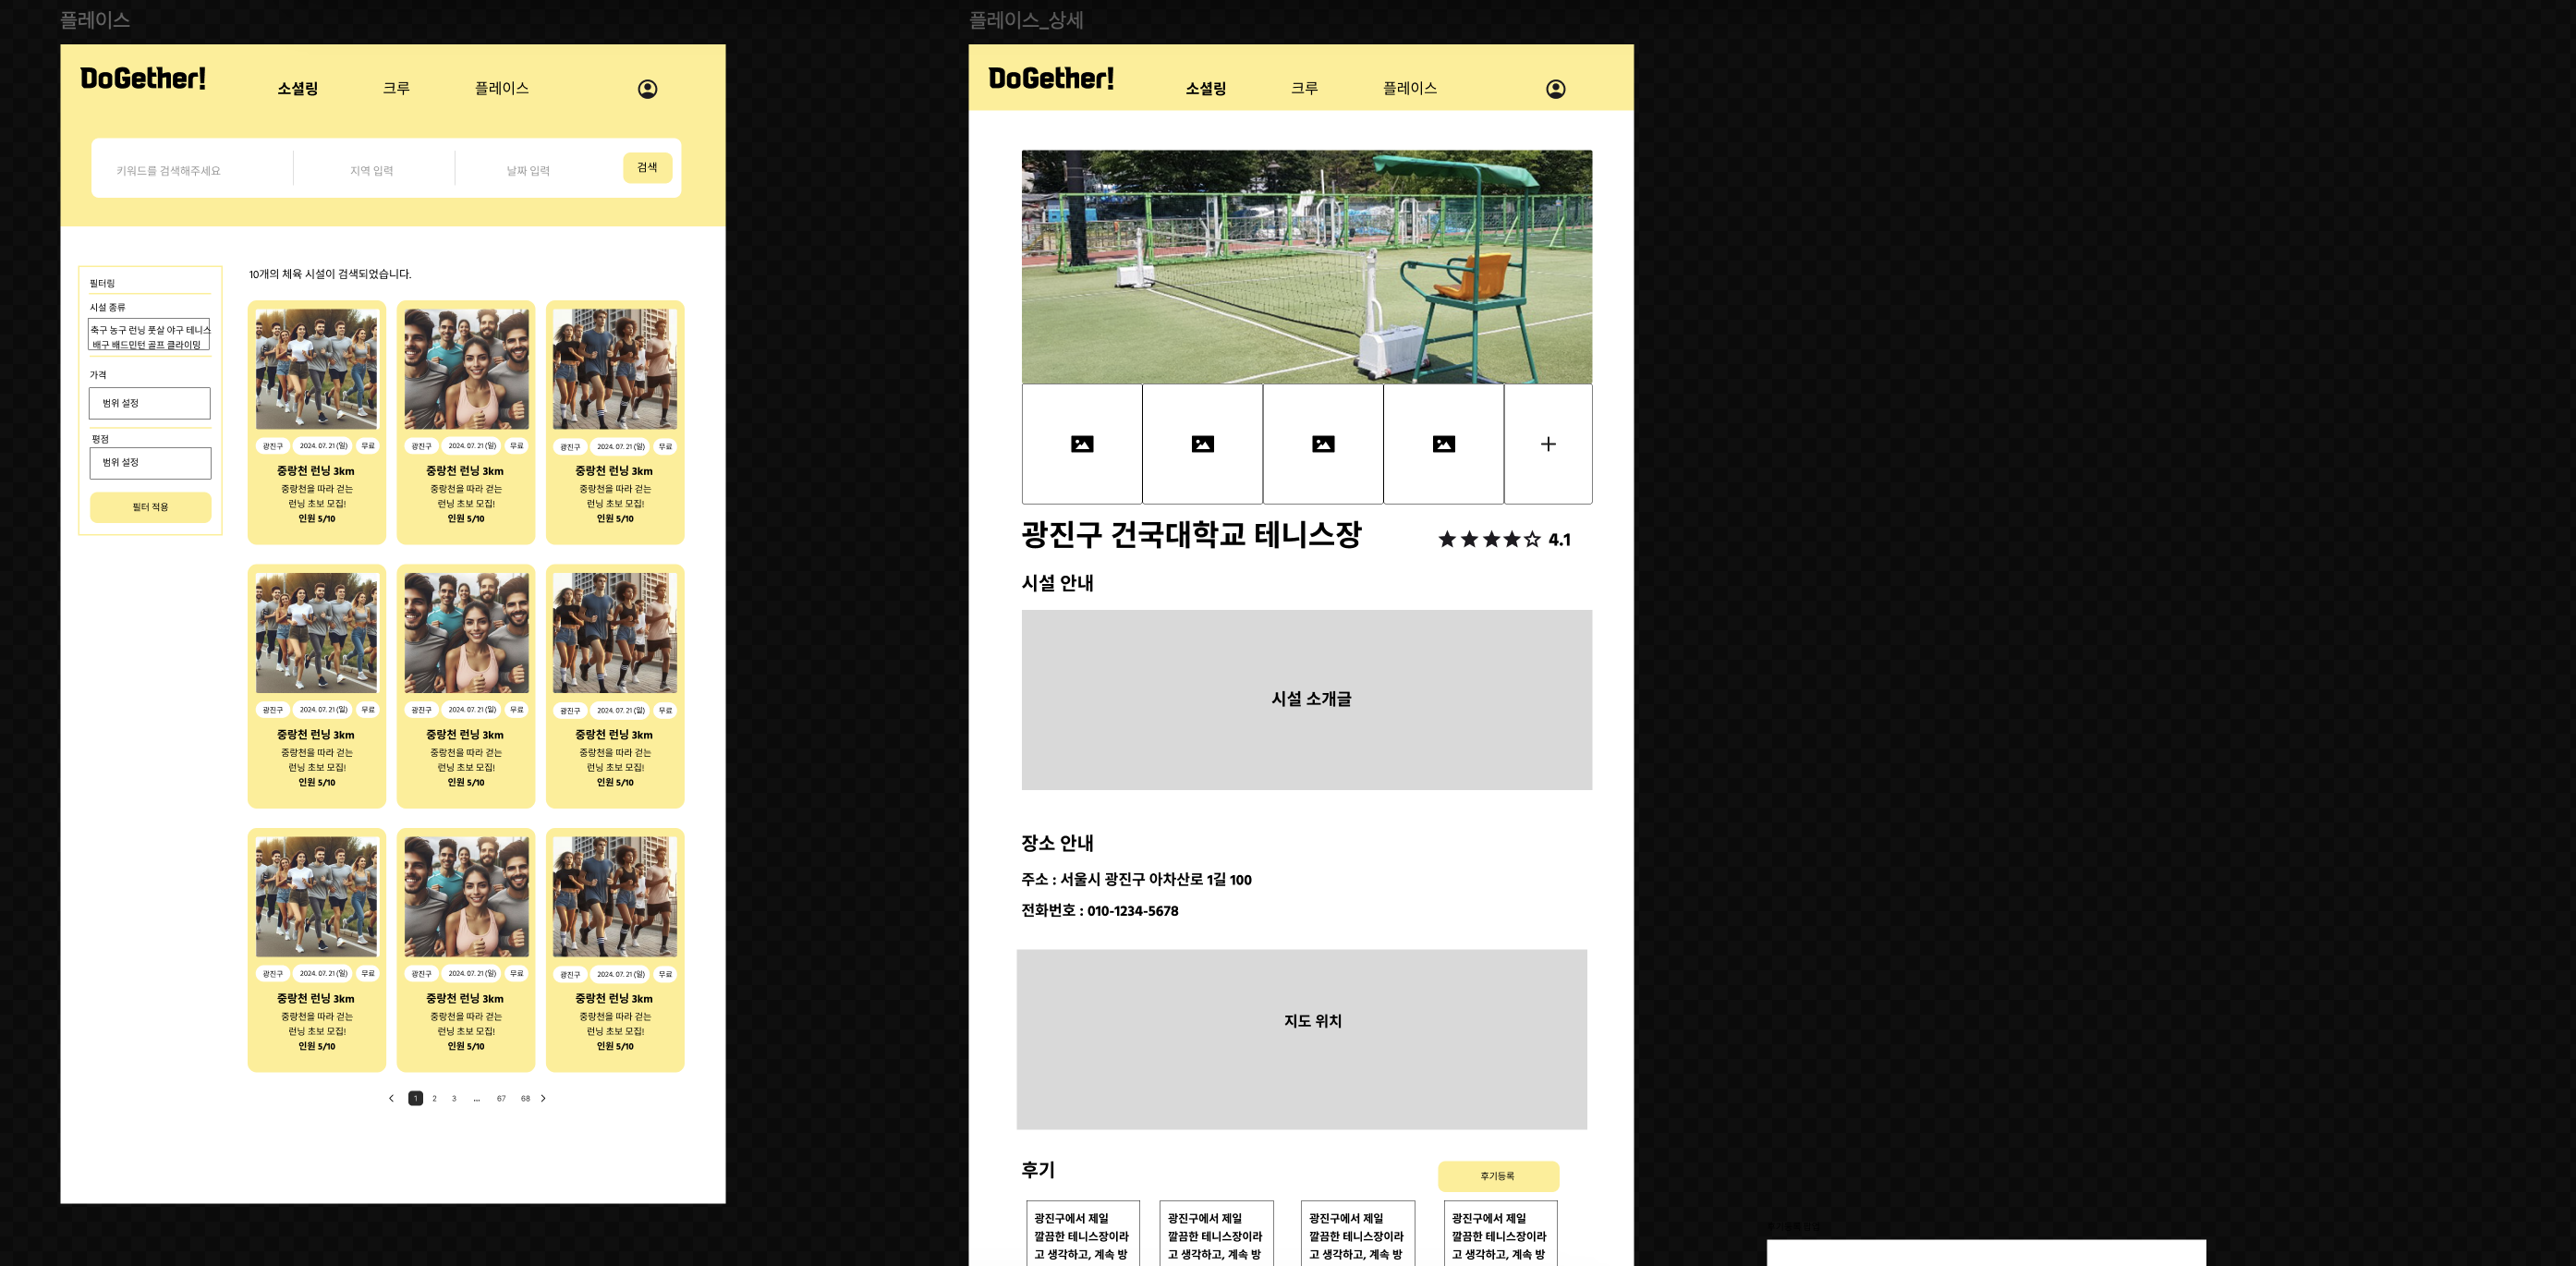 플레이스
DoGether!
소셜링
크루
플레이스
키워드를 검색해주세요
지역 입력
날짜 입력
검색
필터링
시설 종류
축구 농구 런닝 풋살 야구 테니스
배구 배드민턴 골프 클라이밍
가격
범위 설정
평점
범위 설정
필터 적용
10개의 체육 시설이 검색되었습니다.
광진구 2024. 07. 21 (일) 무료
중랑천 런닝 3km
중랑천을 따라 걷는
런닝 초보 모집!
인원 5/10
광진구 2024. 07. 21 (일) 무료
중랑천 런닝 3km
중랑천을 따라 걷는
런닝 초보 모집!
인원 5/10
광진구 2024. 07. 21 (일) 무료
중랑천 런닝 3km
중랑천을 따라 걷는
런닝 초보 모집!
인원 5/10
광진구 2024. 07. 21 (일) 무료
중랑천 런닝 3km
중랑천을 따라 걷는
런닝 초보 모집!
인원 5/10
광진구 2024. 07. 21 (일) 무료
중랑천 런닝 3km
중랑천을 따라 걷는
런닝 초보 모집!
인원 5/10
광진구 2024. 07. 21 (일) 무료
중랑천 런닝 3km
중랑천을 따라 걷는
런닝 초보 모집!
인원 5/10
광진구 2024. 07. 21 (일) 무료
중랑천 런닝 3km
중랑천을 따라 걷는
런닝 초보 모집!
인원 5/10
광진구 2024. 07. 21 (일) 무료
중랑천 런닝 3km
중랑천을 따라 걷는
런닝 초보 모집!
인원 5/10
광진구 2024. 07. 21 (일) 무료
중랑천 런닝 3km
중랑천을 따라 걷는
런닝 초보 모집!
인원 5/10
1 2 3 ... 67 68
플레이스_상세
DoGether!
소셜링
크루
플레이스
광진구 건국대학교 테니스장
4.1
시설 안내
시설 소개글
장소 안내
주소 : 서울시 광진구 아차산로 1길 100
전화번호 : 010-1234-5678
지도 위치
후기
후기등록
광진구에서 제일
깔끔한 테니스장이라
고 생각하고, 계속 방
광진구에서 제일
깔끔한 테니스장이라
고 생각하고, 계속 방
광진구에서 제일
깔끔한 테니스장이라
고 생각하고, 계속 방
광진구에서 제일
깔끔한 테니스장이라
고 생각하고, 계속 방